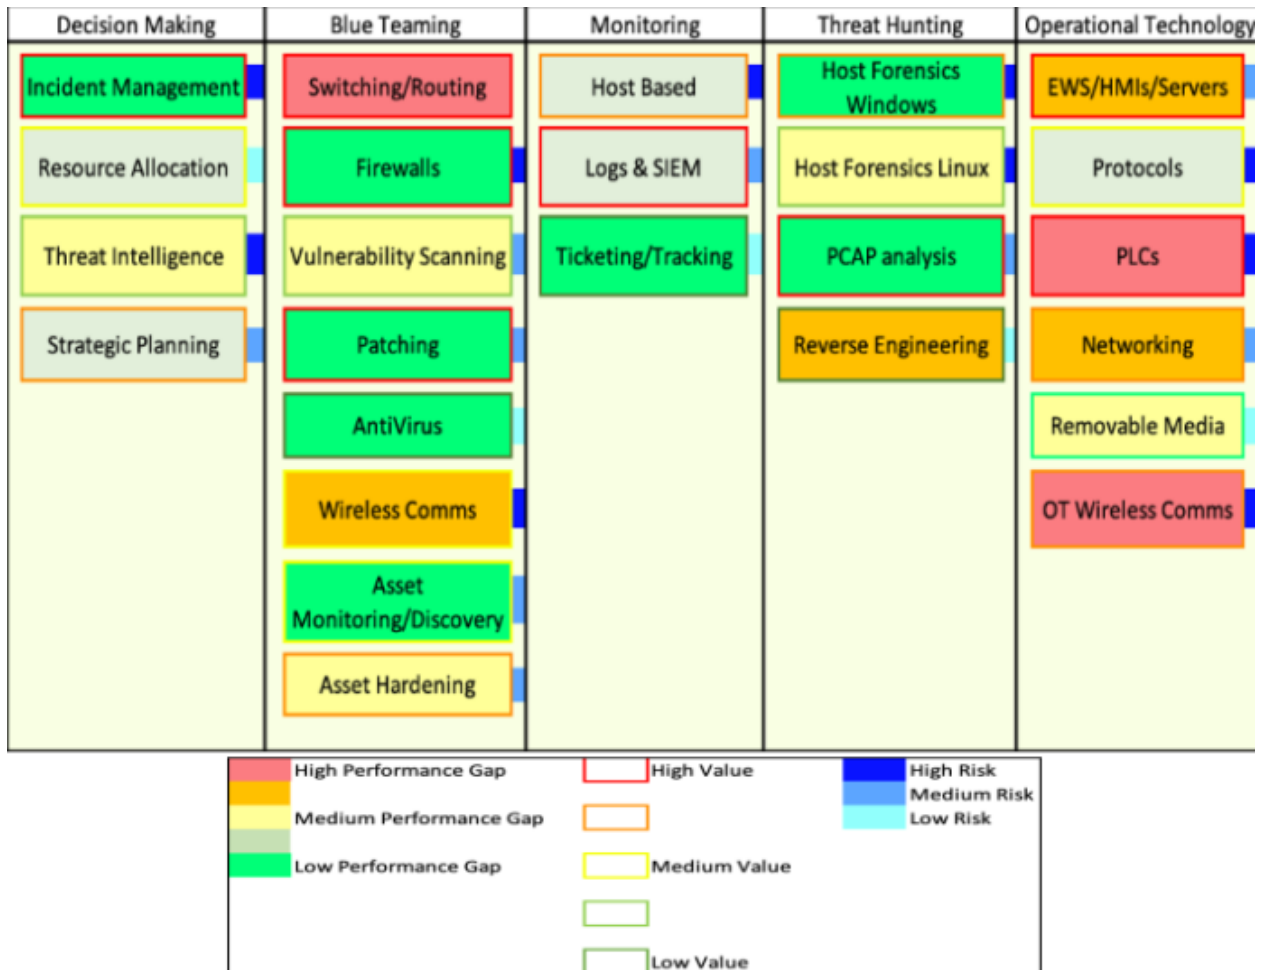 Decision Making
Blue Teaming
Monitoring
Threat Hunting
Operational Technology
Incident Management
Resource Allocation
Threat Intelligence
Strategic Planning
Switching/Routing
Firewalls
Vulnerability Scanning
Patching
AntiVirus
Wireless Comms
Asset
Monitoring/Discovery
Asset Hardening
Host Based
Logs & SIEM
Ticketing/Tracking
Host Forensics
Windows
Host Forensics Linux
PCAP analysis
Reverse Engineering
EWS/HMIs/Servers
Protocols
PLCs
Networking
Removable Media
OT Wireless Comms
High Performance Gap
Medium Performance Gap
Low Performance Gap
High Value
Medium Value
Low Value
High Risk
Medium Risk
Low Risk